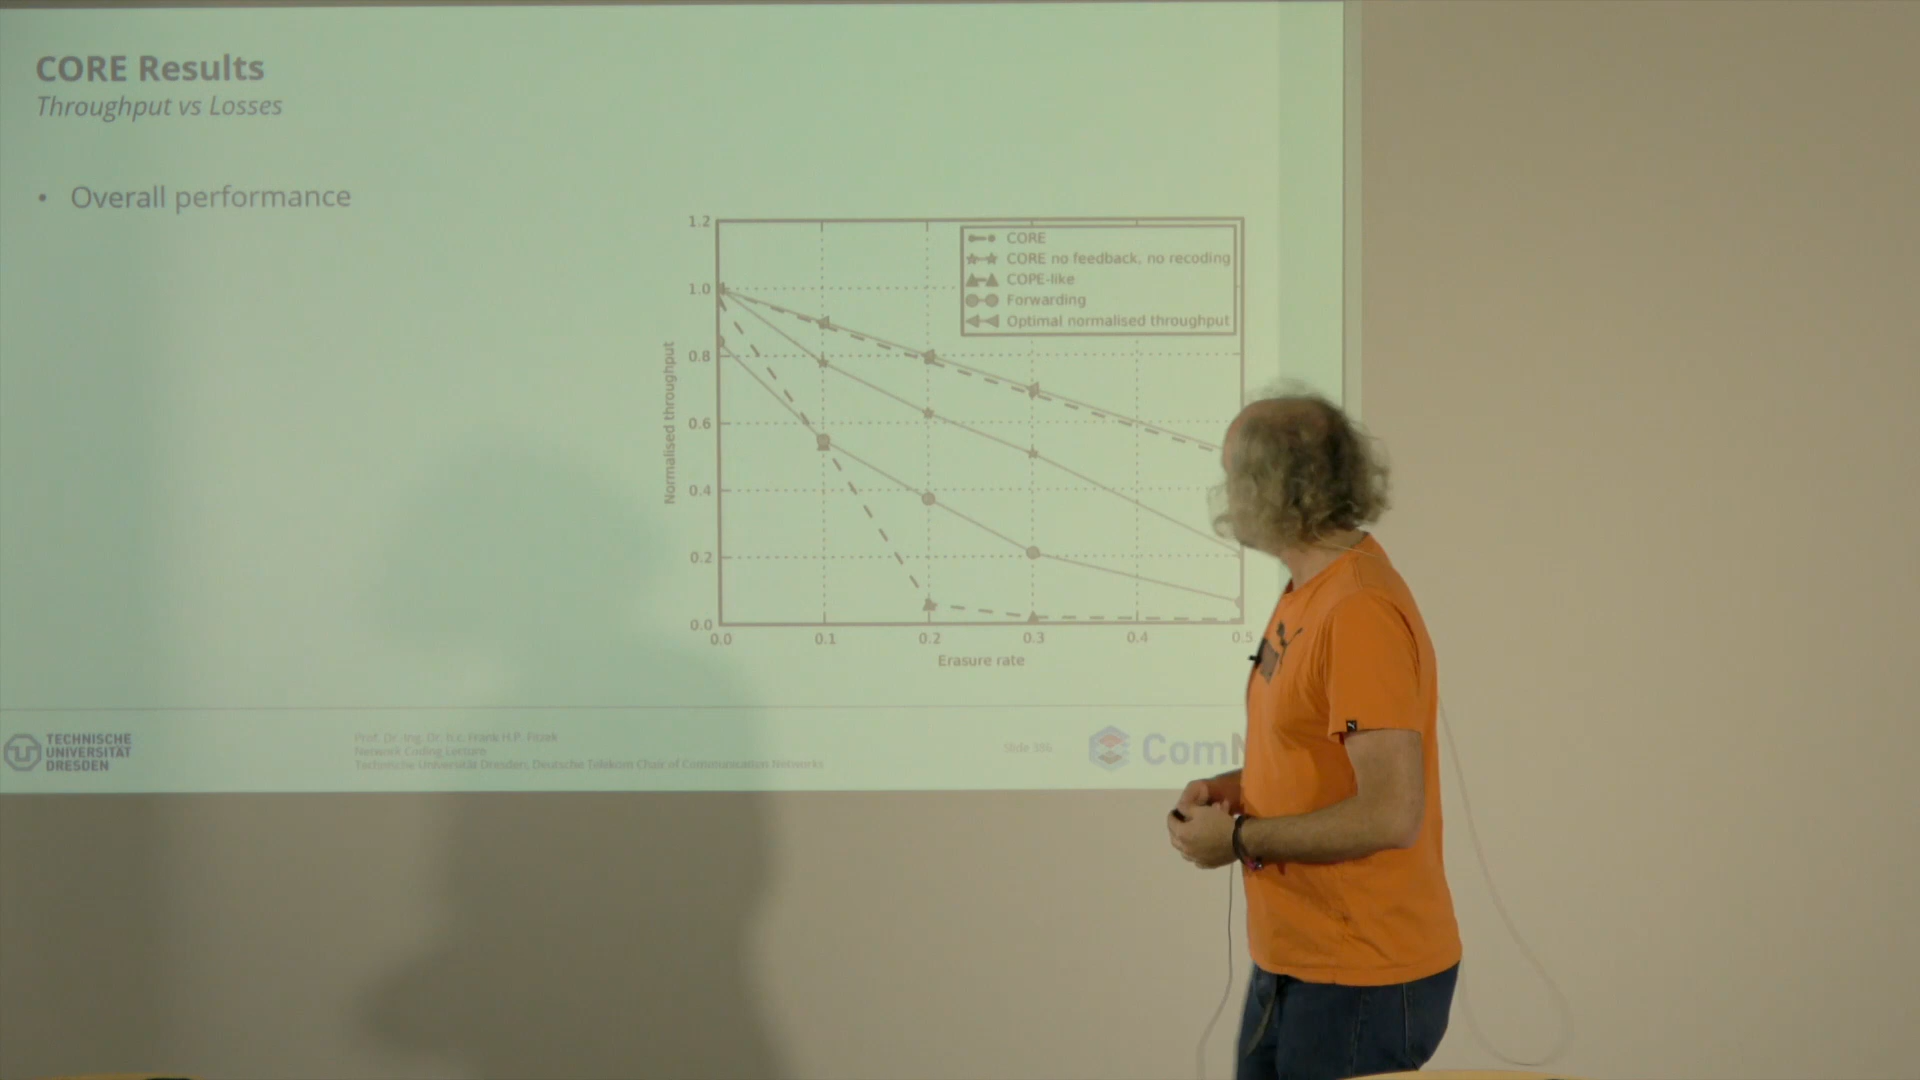 CORE Results
Throughput vs Losses
• Overall performance
1.2
1.0
0.8
0.6
0.4
0.2
0.0
Normalised throughput
CORE
CORE no feedback, no recoding
COPE-like
Forwarding
Optimal normalised throughput
0.0 0.1 0.2 0.3 0.4 0.5
Erasure rate
TECHNISCHE
UNIVERSITÄT
DRESDEN
Prof. Dr.-Ing. Dr. h.c. Frank H.P. Fitzek
Network Coding Lecture
Technische Universität Dresden, Deutsche Telekom Chair of Communication Networks
Slide 386
ComN